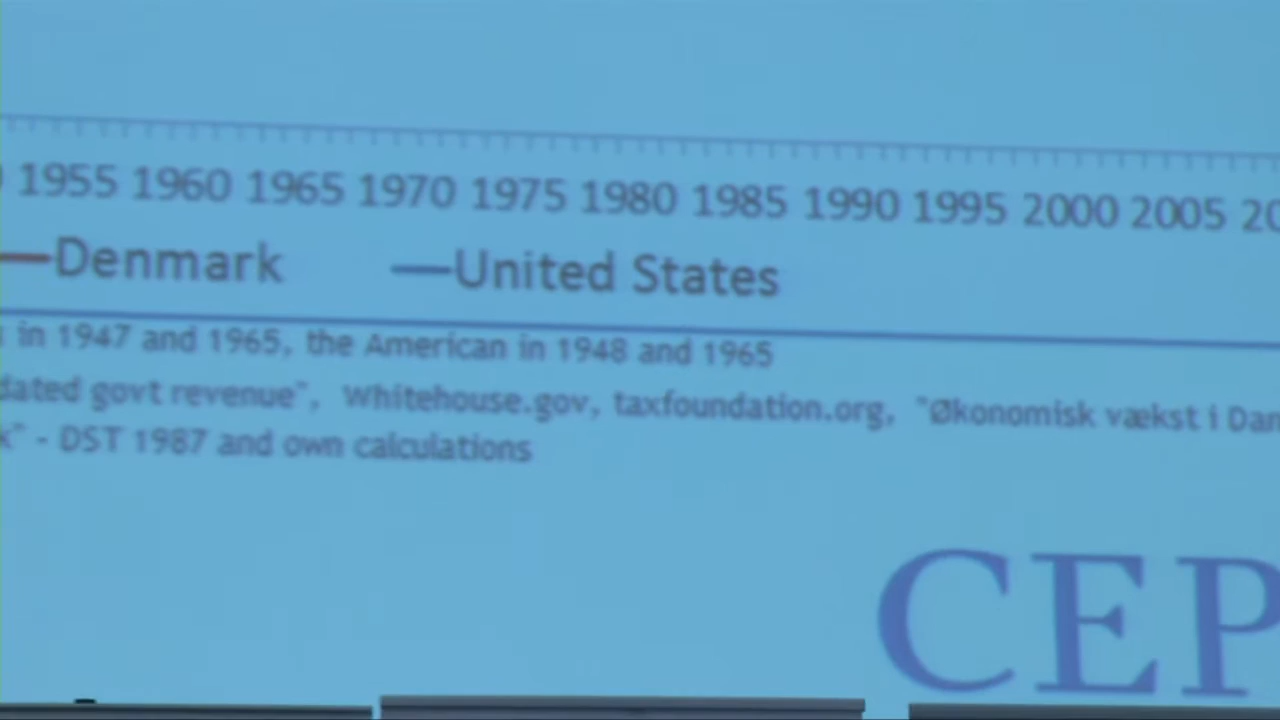 1955 1960 1965 1970 1975 1980 1985 1990 1995 2000 2005 20
Denmark United States
in 1947 and 1965, the American in 1948 and 1965
dated govt revenue", Whitehouse.gov, taxfoundation.org, "Økonomisk vækst i Dan
k" - DST 1987 and own calculations
CEP